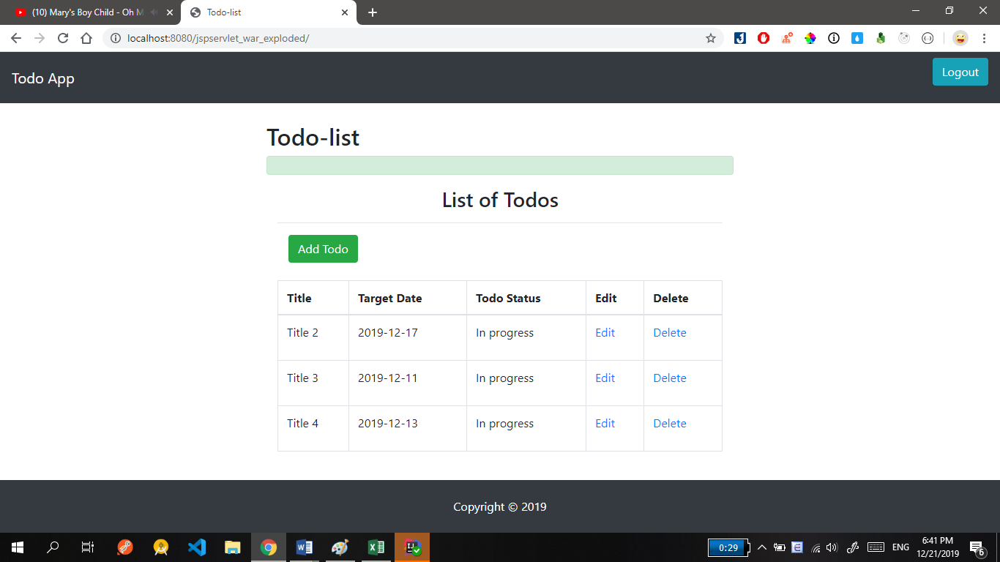 (10) Mary's Boy Child - Oh M
Todo-list
localhost:8080/jspservlet_war_exploded/
Todo App
Logout
Todo-list
List of Todos
Add Todo
Title Target Date Todo Status Edit Delete
Title 2 2019-12-17 In progress Edit Delete
Title 3 2019-12-11 In progress Edit Delete
Title 4 2019-12-13 In progress Edit Delete
Copyright © 2019
0:29
ENG
6:41 PM
12/21/2019
6